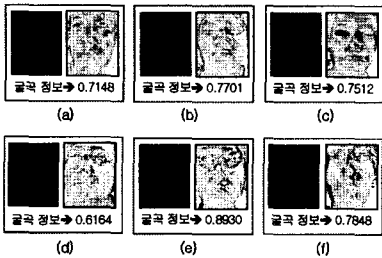 굴곡 정보➔ 0.7148
굴곡 정보➔ 0.7701
굴곡 정보➔ 0.7512
(a)
(b)
(c)
굴곡 정보➔ 0.6164
굴곡 정보➔ 0.8930
굴곡 정보➔ 0.7848
(d)
(e)
(f)